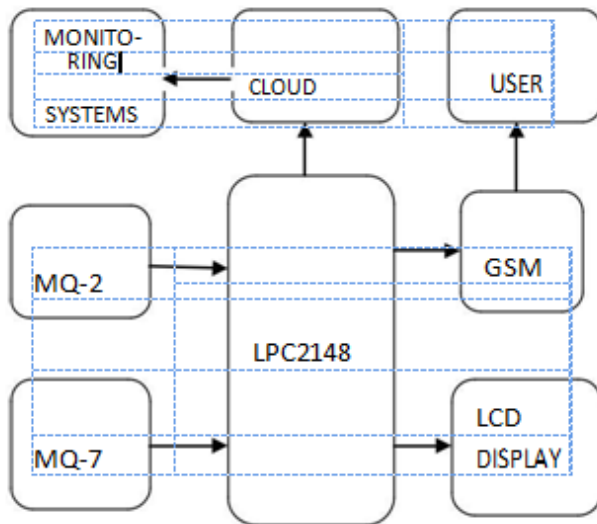 MONITO-
RING
SYSTEMS
CLOUD
USER
MQ-2
GSM
LPC2148
MQ-7
LCD
DISPLAY